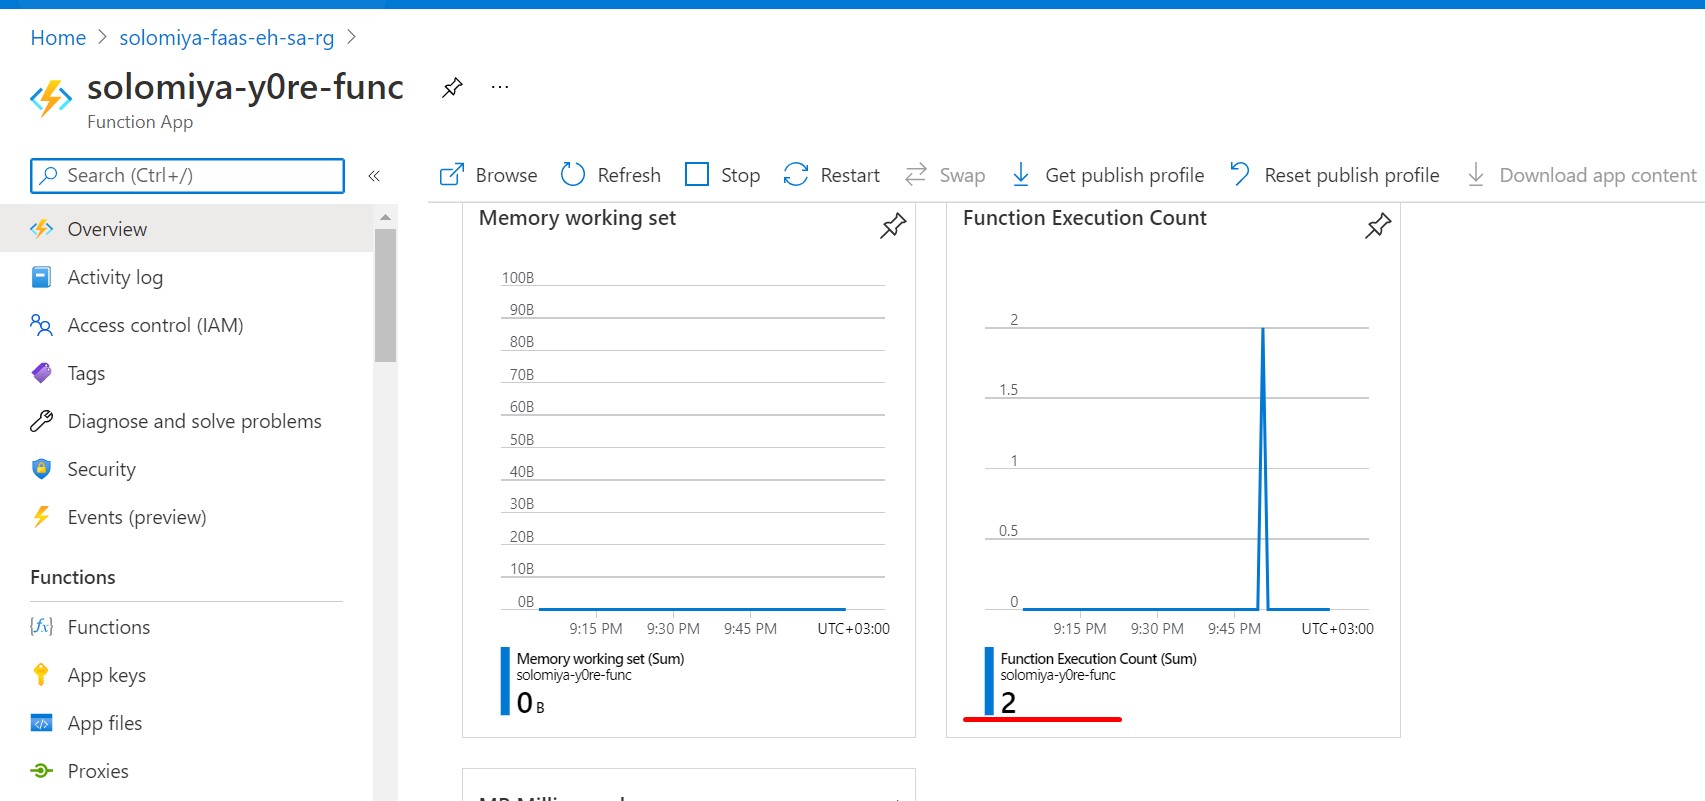 Home > solomiya-faas-eh-sa-rg >
solomiya-y0re-func ...
Function App
Search (Ctrl+/) «
Browse Refresh Stop Restart Swap Get publish profile Reset publish profile Download app content
Overview
Activity log
Access control (IAM)
Tags
Diagnose and solve problems
Security
Events (preview)
Functions
Functions
App keys
App files
Proxies
Memory working set
100B
90B
80B
70B
60B
50B
40B
30B
20B
10B
0B
9:15 PM 9:30 PM 9:45 PM UTC+03:00
Memory working set (Sum)
solomiya-y0re-func
0 B
Function Execution Count
2
1.5
1
0.5
0
9:15 PM 9:30 PM 9:45 PM UTC+03:00
Function Execution Count (Sum)
solomiya-y0re-func
2